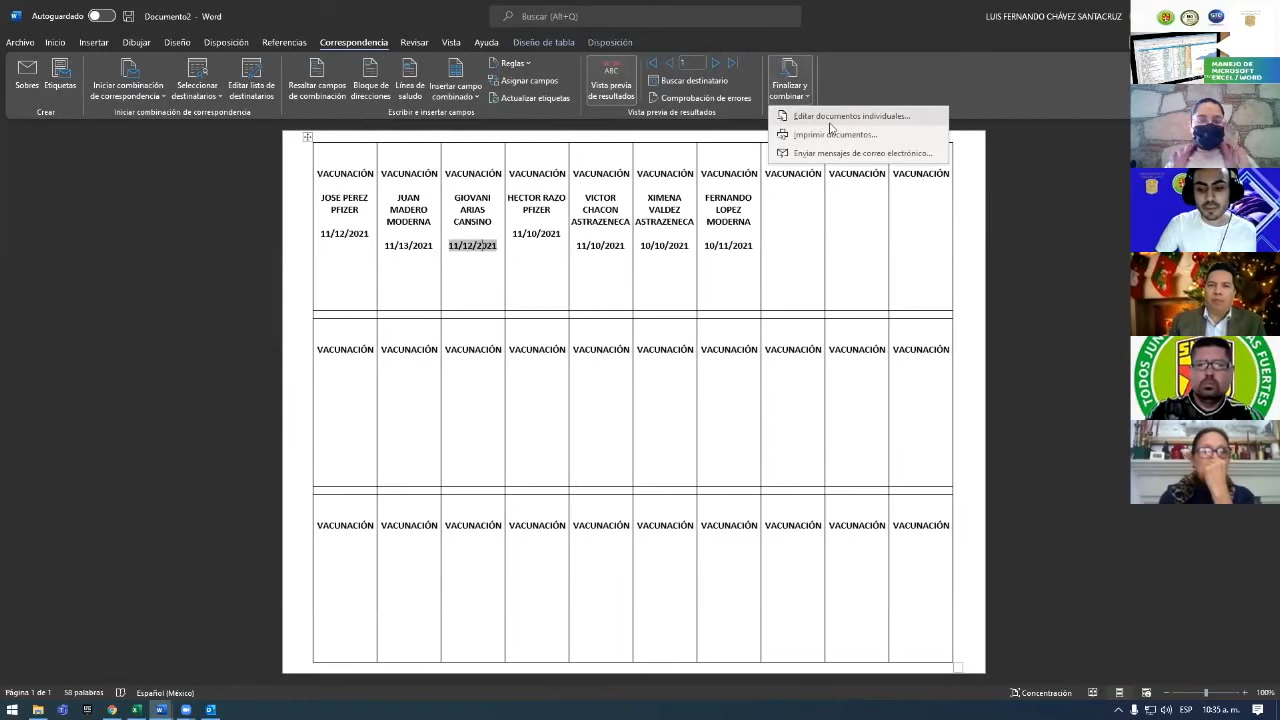 Autoguardado
Documento2 - Word
Buscar (Alt+Q)
LUIS FERNANDO CHÁVEZ SANTACRUZ
Archivo Inicio Insertar Dibujar Diseño Disposición Referencias Correspondencia Revisar Vista Diseño de tabla Disposición
Sobres
Etiquetas
Crear
Iniciar combinación de correspondencia
Seleccionar destinatarios
Editar lista de destinatarios
Iniciar combinación de correspondencia
Resaltar campos de combinación
Bloque de direcciones
Línea de saludo
Insertar campo combinado
Reglas
Asignar campos
Actualizar etiquetas
Escribir e insertar campos
ABC
Vista previa de resultados
1
Buscar destinatario
Comprobación de errores
Vista previa de resultados
Finalizar y combinar
Editar documentos individuales...
Imprimir documentos...
Enviar mensajes de correo electrónico...
MANEJO DE
MICROSOFT
EXCEL/WORD
VACUNACIÓN VACUNACIÓN VACUNACIÓN VACUNACIÓN VACUNACIÓN VACUNACIÓN VACUNACIÓN VACUNACIÓN VACUNACIÓN
JOSE PEREZ
PFIZER
11/12/2021
JUAN
MADERO
MODERNA
11/13/2021
GIOVANI
ARIAS
CANSINO
11/12/2021
HECTOR RAZO
PFIZER
11/10/2021
VICTOR
CHACON
ASTRAZENECA
11/10/2021
XIMENA
VALDEZ
ASTRAZENECA
10/10/2021
FERNANDO
LOPEZ
MODERNA
10/11/2021
VACUNACIÓN VACUNACIÓN VACUNACIÓN VACUNACIÓN VACUNACIÓN VACUNACIÓN VACUNACIÓN VACUNACIÓN VACUNACIÓN
VACUNACIÓN VACUNACIÓN VACUNACIÓN VACUNACIÓN VACUNACIÓN VACUNACIÓN VACUNACIÓN VACUNACIÓN VACUNACIÓN
Página 1 de 1
58 palabras
Español (México)
Concentración
100%
ESP
10:35 a. m.